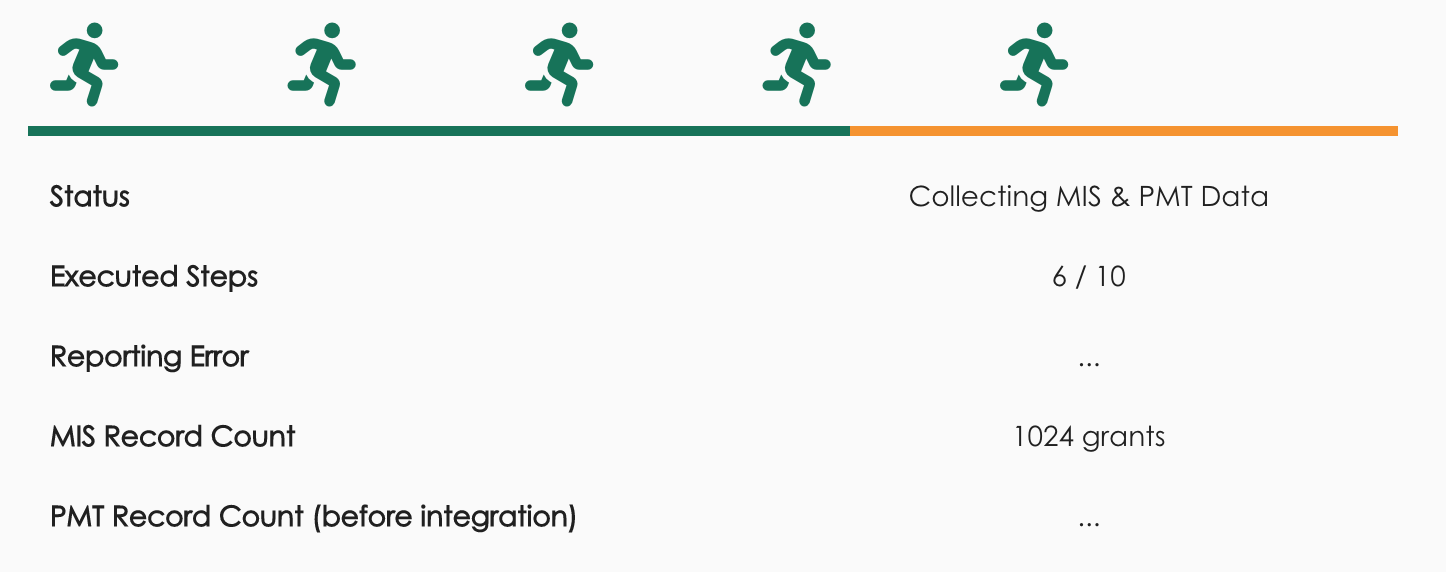 Status Collecting MIS & PMT Data
Executed Steps 6 / 10
Reporting Error ...
MIS Record Count 1024 grants
PMT Record Count (before integration) ...